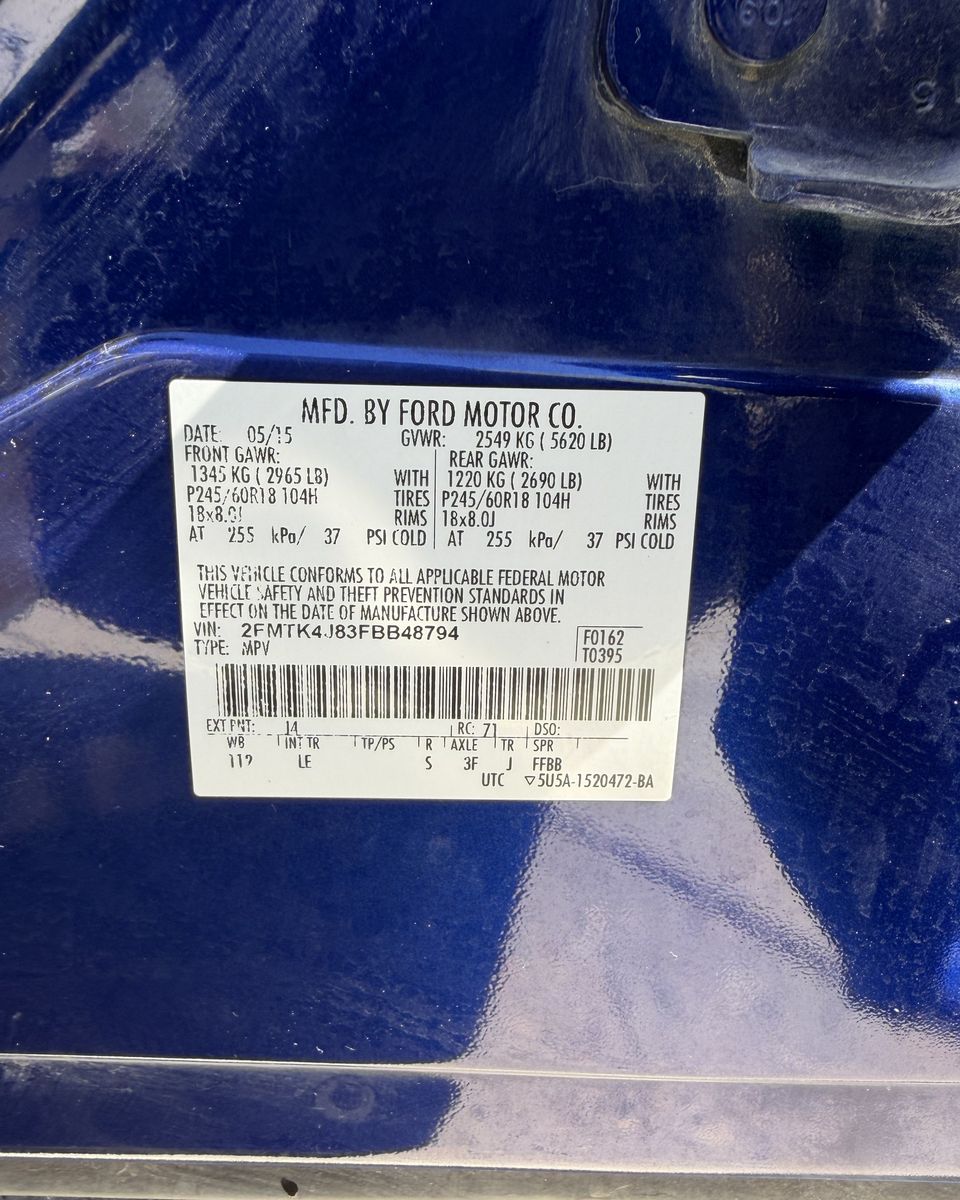 MFD. BY FORD MOTOR CO.
DATE: 05/15 GVWR: 2549 KG ( 5620 LB)
FRONT GAWR: REAR GAWR:
1345 KG ( 2965 LB) WITH 1220 KG ( 2690 LB) WITH
P245/60R18 104H TIRES P245/60R18 104H TIRES
18x8.0J RIMS 18x8.0J RIMS
AT 255 kPa/ 37 PSI COLD AT 255 kPa/ 37 PSI COLD
THIS VEHICLE CONFORMS TO ALL APPLICABLE FEDERAL MOTOR
VEHICLE SAFETY AND THEFT PREVENTION STANDARDS IN
EFFECT ON THE DATE OF MANUFACTURE SHOWN ABOVE.
VIN: 2FMTK4J83FBB48794 F0162
TYPE: MPV T0395
EXT PNT: 14 RC: 71 DSO:
WB INT TR TP/PS R AXLE TR SPR
112 LE S 3F J FFBB
UTC ▽5U5A-1520472-BA